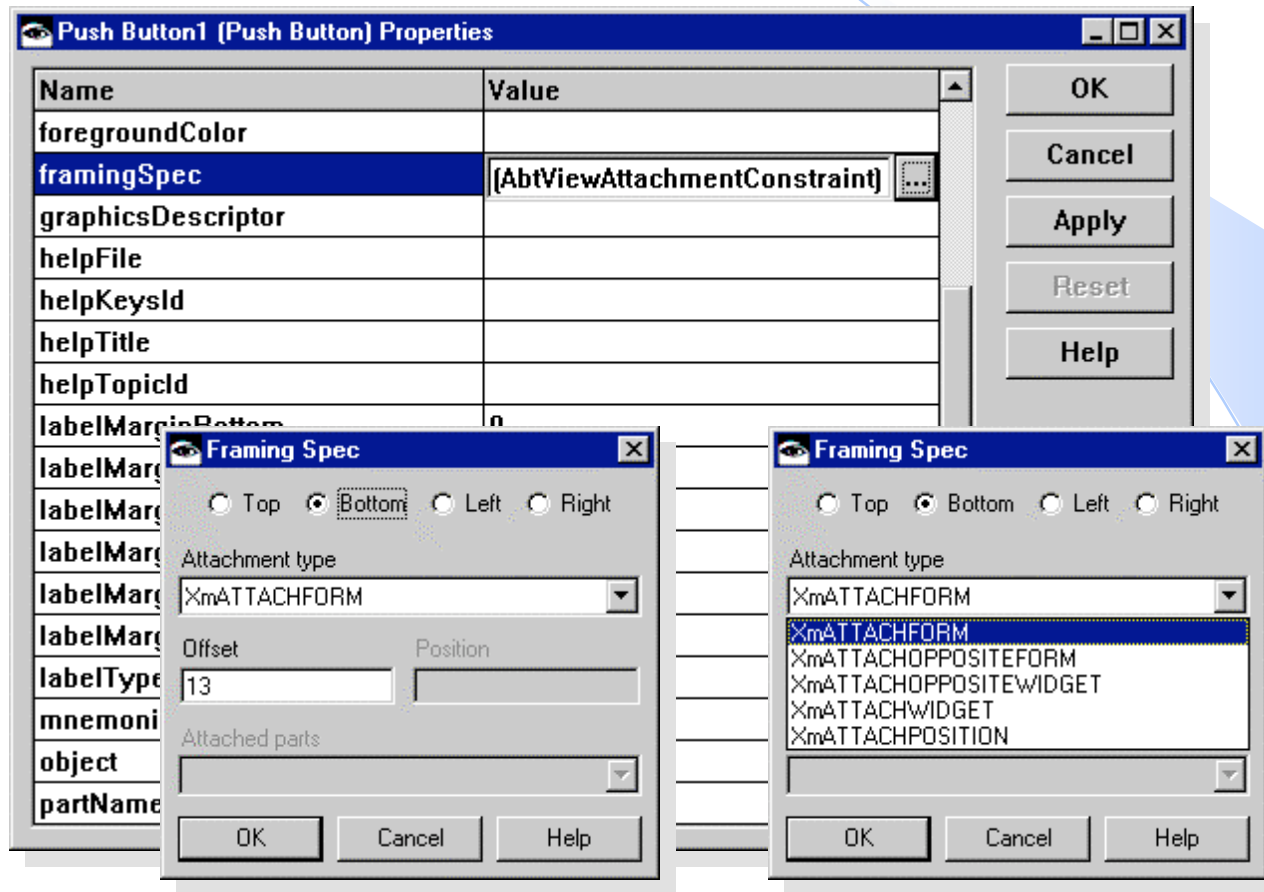 Push Button1 (Push Button) Properties
Name Value
foregroundColor
framingSpec (AbtViewAttachmentConstraint) ...
graphicsDescriptor
helpFile
helpKeysId
helpTitle
helpTopicId
labelMarginBottom 0
labelMarg
labelMarg
labelMarg
labelMarg
labelMarg
labelType
mnemoni
object
partName
OK
Cancel
Apply
Reset
Help
Framing Spec
Top Bottom Left Right
Attachment type
XmATTACHFORM
Offset Position
13
Attached parts
OK Cancel Help
Framing Spec
Top Bottom Left Right
Attachment type
XmATTACHFORM
XmATTACHFORM
XmATTACHOPPOSITEFORM
XmATTACHOPPOSITEWIDGET
XmATTACHWIDGET
XmATTACHPOSITION
OK Cancel Help